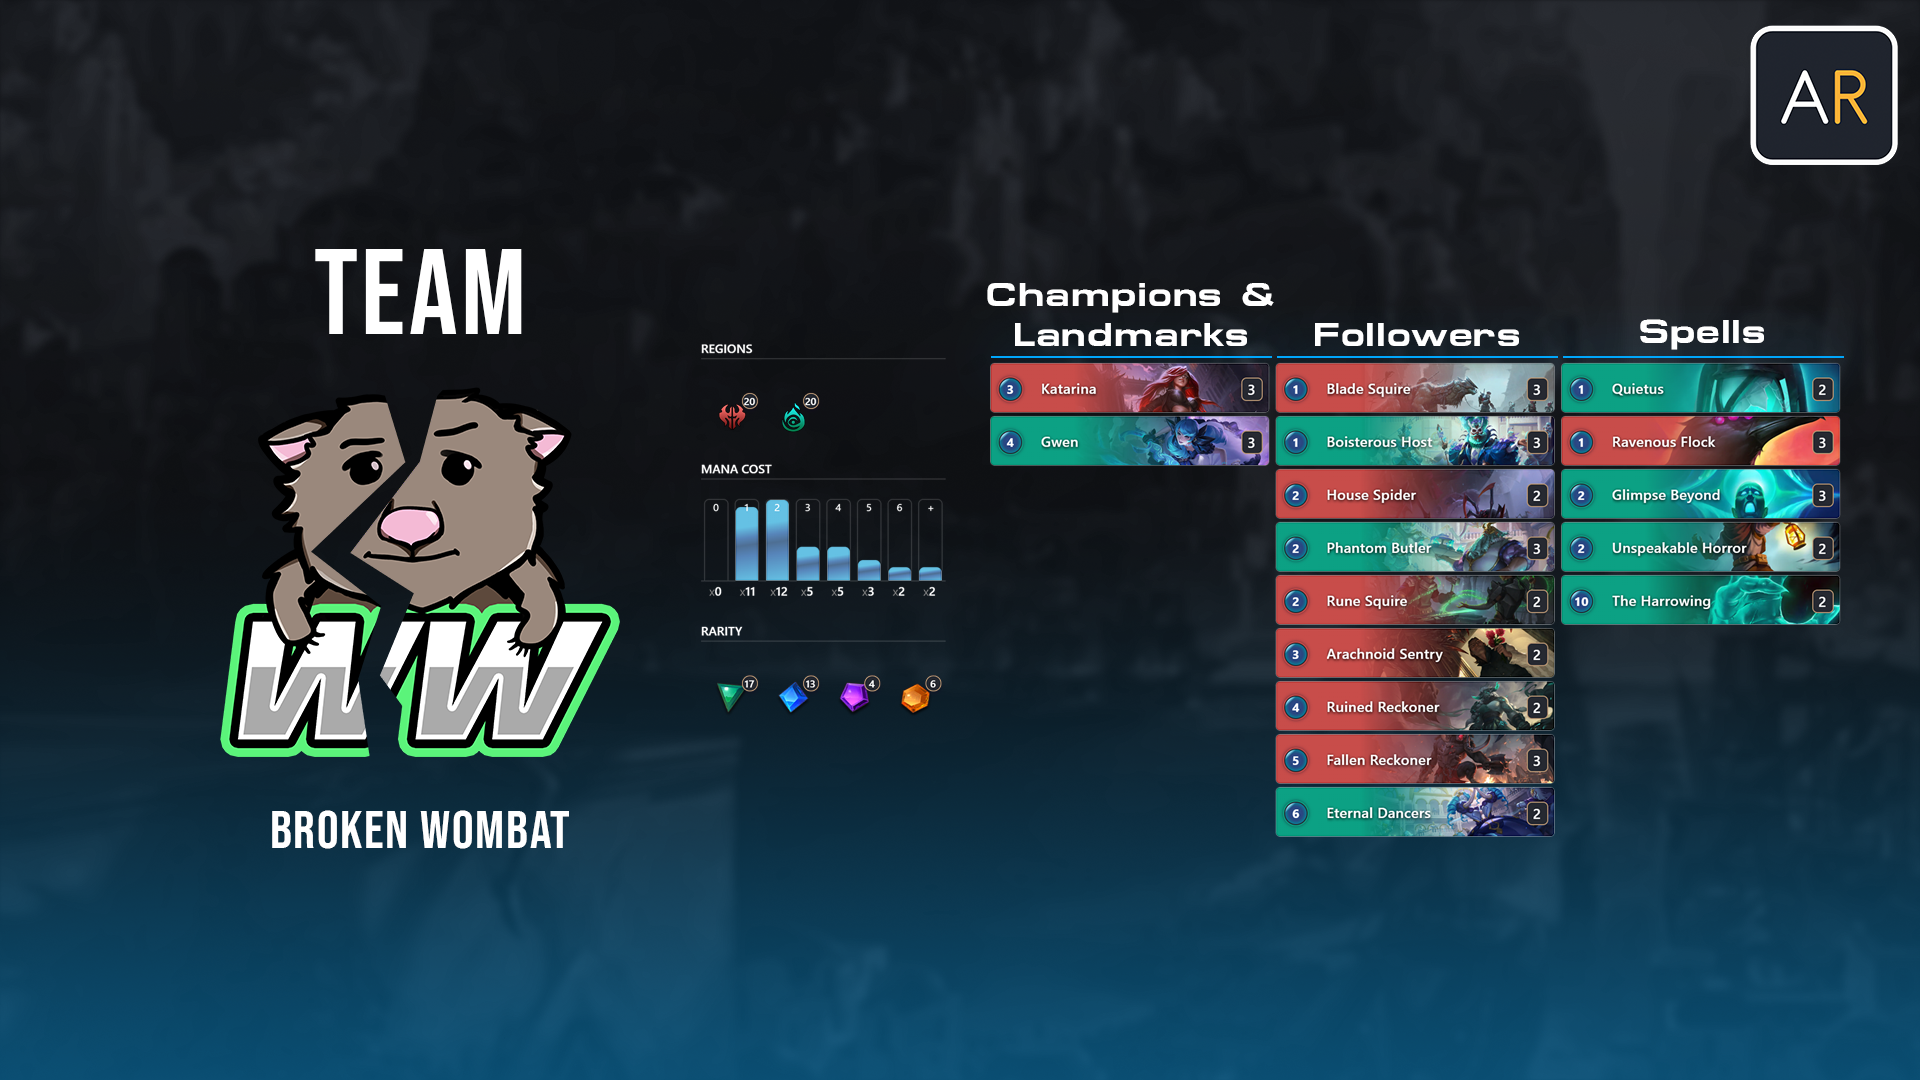 AR
TEAM
WW
BROKEN WOMBAT
REGIONS
20 20
MANA COST
0 1 2 3 4 5 6 +
x0 x11 x12 x5 x5 x3 x2 x2
RARITY
17 13 4 6
Champions &
Landmarks
3 Katarina 3
4 Gwen 3
Followers
1 Blade Squire 3
1 Boisterous Host 3
2 House Spider 2
2 Phantom Butler 3
2 Rune Squire 2
3 Arachnoid Sentry 2
4 Ruined Reckoner 2
5 Fallen Reckoner 3
6 Eternal Dancers 2
Spells
1 Quietus 2
1 Ravenous Flock 3
2 Glimpse Beyond 3
2 Unspeakable Horror 2
10 The Harrowing 2